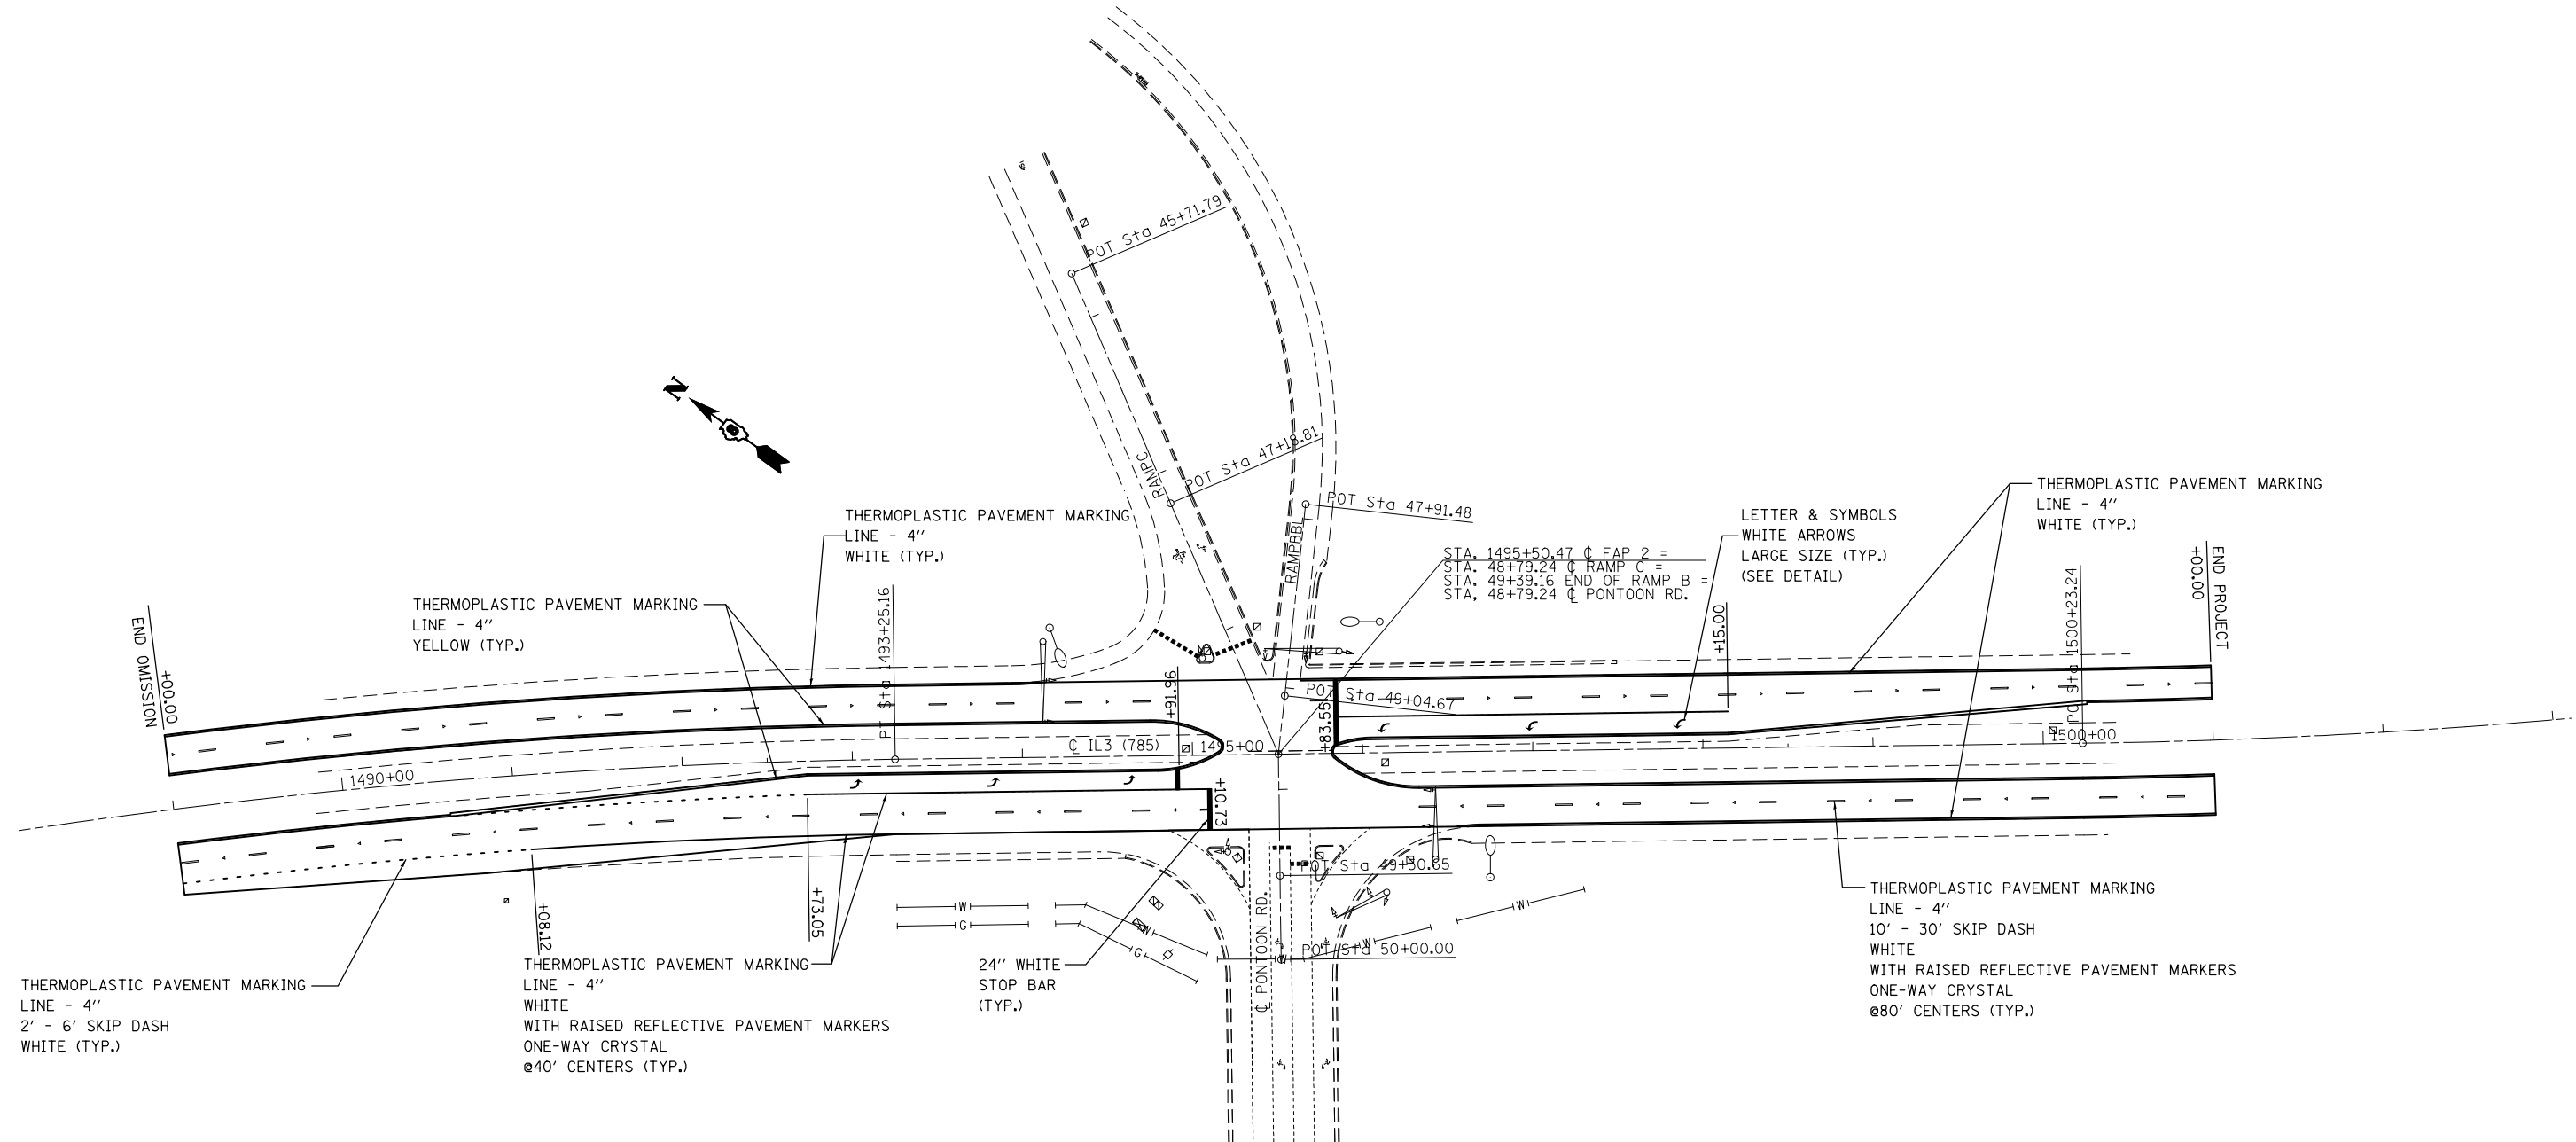 POT Sta 45+71.79
N
POT Sta 47+18.81
RAMPC
POT Sta 47+91.48
RAMPBBL
THERMOPLASTIC PAVEMENT MARKING
LINE - 4"
WHITE (TYP.)
LETTER & SYMBOLS
WHITE ARROWS
LARGE SIZE (TYP.)
(SEE DETAIL)
THERMOPLASTIC PAVEMENT MARKING
LINE - 4"
WHITE (TYP.)
STA. 1495+50.47 ℄ FAP 2 =
STA. 48+79.24 ℄ RAMP C =
STA. 49+39.16 END OF RAMP B =
STA, 48+79.24 ℄ PONTOON RD.
THERMOPLASTIC PAVEMENT MARKING
LINE - 4"
YELLOW (TYP.)
END OMISSION
+00.00
PT Sta 1493+25.16
+91.96
POT Sta 49+04.67
+83.55
+15.00
1500+23.24
END PROJECT
+00.00
1490+00
℄ IL3 (785)
1495+00
1500+00
+10.73
+08.12
+73.05
W
G
W
G
W
W
℄ PONTOON RD.
POT Sta 49+50.65
POT Sta 50+00.00
THERMOPLASTIC PAVEMENT MARKING
LINE - 4"
2' - 6' SKIP DASH
WHITE (TYP.)
THERMOPLASTIC PAVEMENT MARKING
LINE - 4"
WHITE
WITH RAISED REFLECTIVE PAVEMENT MARKERS
ONE-WAY CRYSTAL
@40' CENTERS (TYP.)
24" WHITE
STOP BAR
(TYP.)
THERMOPLASTIC PAVEMENT MARKING
LINE - 4"
10' - 30' SKIP DASH
WHITE
WITH RAISED REFLECTIVE PAVEMENT MARKERS
ONE-WAY CRYSTAL
@80' CENTERS (TYP.)